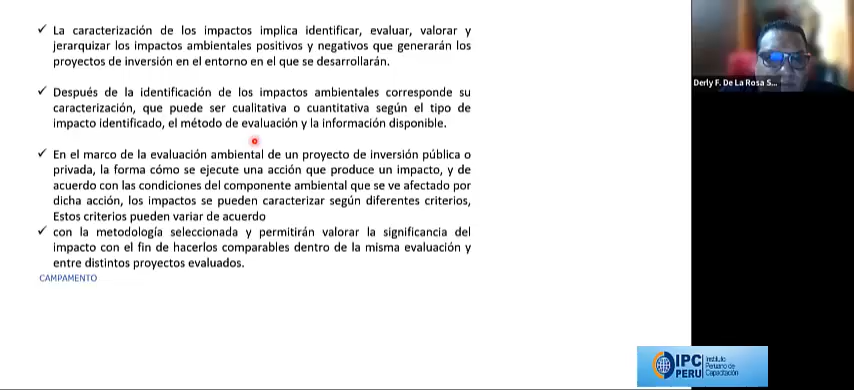 ✓ La caracterización de los impactos implica identificar, evaluar, valorar y
jerarquizar los impactos ambientales positivos y negativos que generarán los
proyectos de inversión en el entorno en el que se desarrollarán.
✓ Después de la identificación de los impactos ambientales corresponde su
caracterización, que puede ser cualitativa o cuantitativa según el tipo de
impacto identificado, el método de evaluación y la información disponible.
✓ En el marco de la evaluación ambiental de un proyecto de inversión pública o
privada, la forma cómo se ejecute una acción que produce un impacto, y de
acuerdo con las condiciones del componente ambiental que se ve afectado por
dicha acción, los impactos se pueden caracterizar según diferentes criterios,
Estos criterios pueden variar de acuerdo
✓ con la metodología seleccionada y permitirán valorar la significancia del
impacto con el fin de hacerlos comparables dentro de la misma evaluación y
entre distintos proyectos evaluados.
CAMPAMENTO
Derly F. De La Rosa S...
IPC
PERU
Instituto
Peruano de
Capacitación